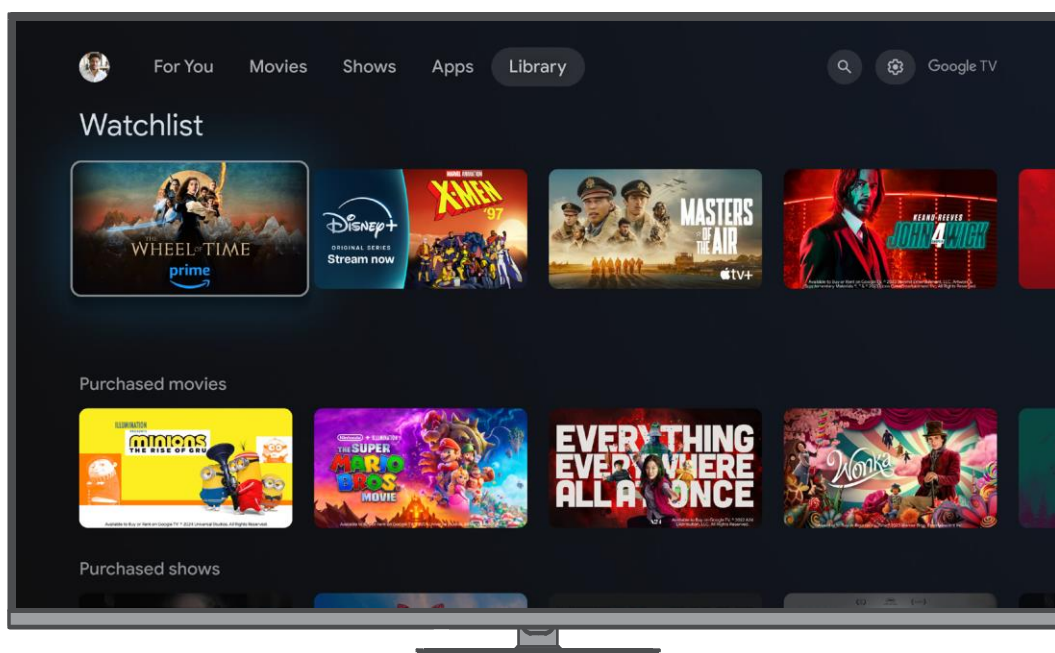 For You Movies Shows Apps Library Google TV
Watchlist
THE
WHEEL OF TIME
prime
Disney+
ORIGINAL SERIES
Stream now
MARVEL ANIMATION
X-MEN
'97
MASTERS
OF
THE AIR
tv+
KEANU REEVES
JOHN WICK
4
Purchased movies
ILLUMINATION
PRESENTS
MINIONS
THE RISE OF GRU
Nintendo + ILLUMINATION
THE SUPER
MARIO
BROS
MOVIE
EVERYTHING
EVERYWHERE
ALL AT ONCE
Wonka
Purchased shows